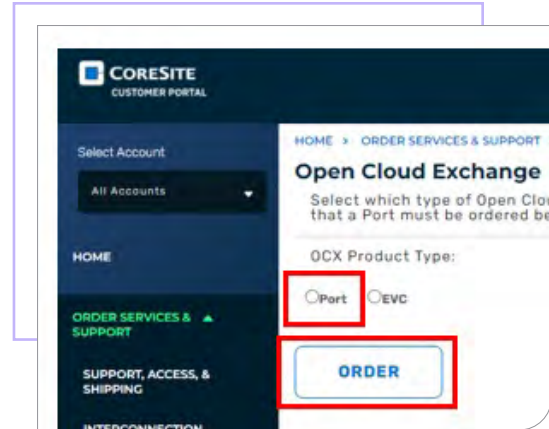 CORESITE
CUSTOMER PORTAL
Select Account
All Accounts
HOME
ORDER SERVICES &
SUPPORT
SUPPORT, ACCESS, &
SHIPPING
INTERCONNECTION
HOME > ORDER SERVICES & SUPPORT
Open Cloud Exchange
Select which type of Open Clou
that a Port must be ordered be
OCX Product Type:
Port EVC
ORDER